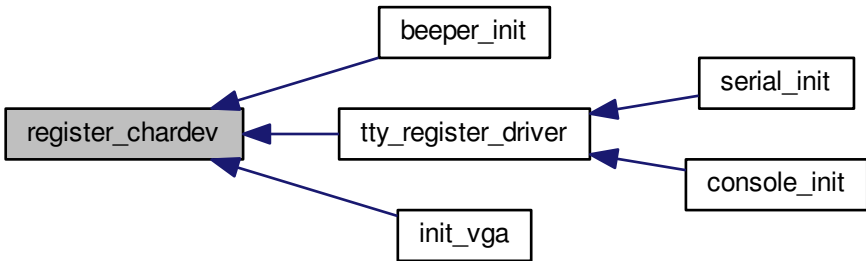 beeper_init
serial_init
register_chardev
tty_register_driver
console_init
init_vga